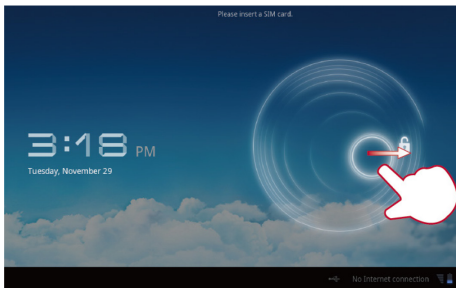 Please insert a SIM card.
3:18 PM
Tuesday, November 29
No Internet connection